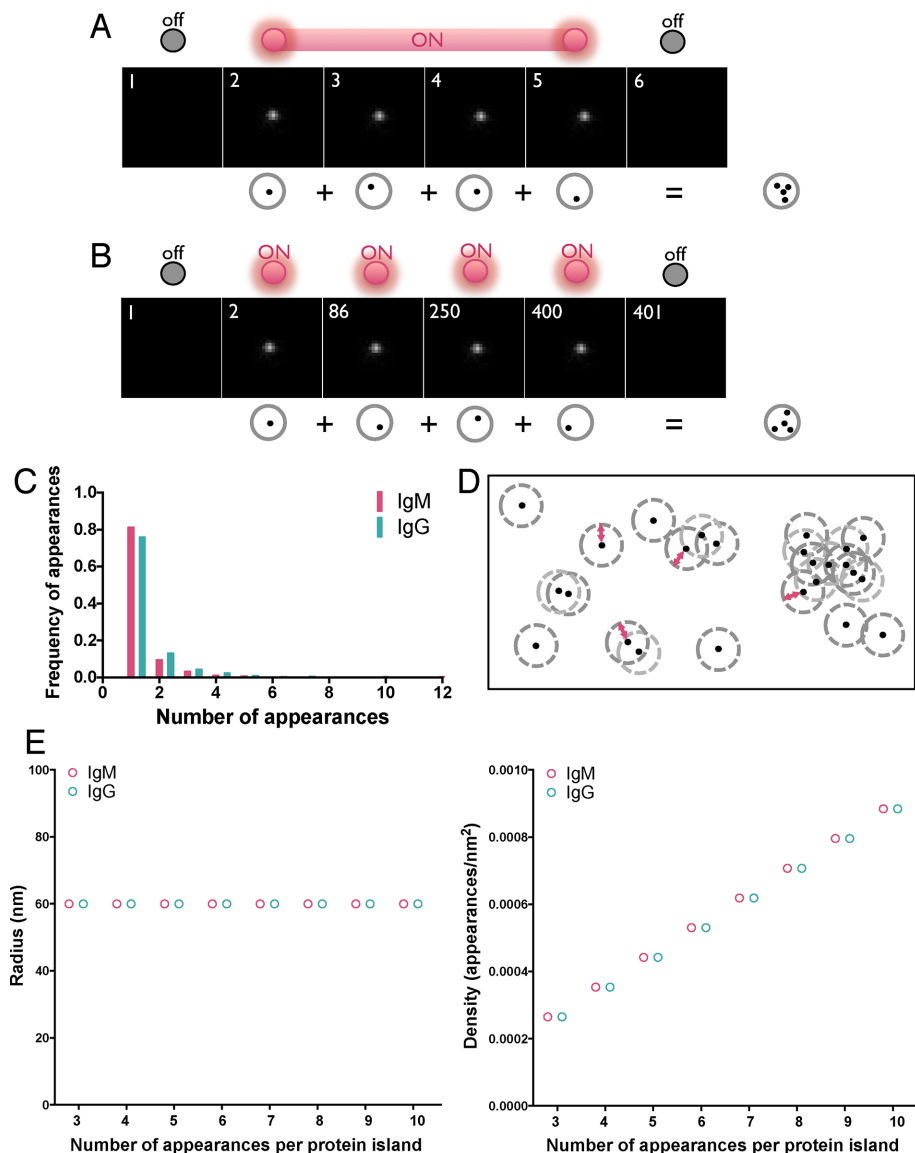 A
off
ON
off
1 2 3 4 5 6
+ + + =
B
off
ON ON ON ON
off
1 2 86 250 400 401
+ + + =
C
Frequency of appearances
1.0
0.8
0.6
0.4
0.2
0.0
0 2 4 6 8 10 12
Number of appearances
IgM
IgG
D
E
Radius (nm)
100
80
60
40
20
0
3 4 5 6 7 8 9 10
Number of appearances per protein island
IgM
IgG
Density (appearances/nm²)
0.0010
0.0008
0.0006
0.0004
0.0002
0.0000
3 4 5 6 7 8 9 10
Number of appearances per protein island
IgM
IgG